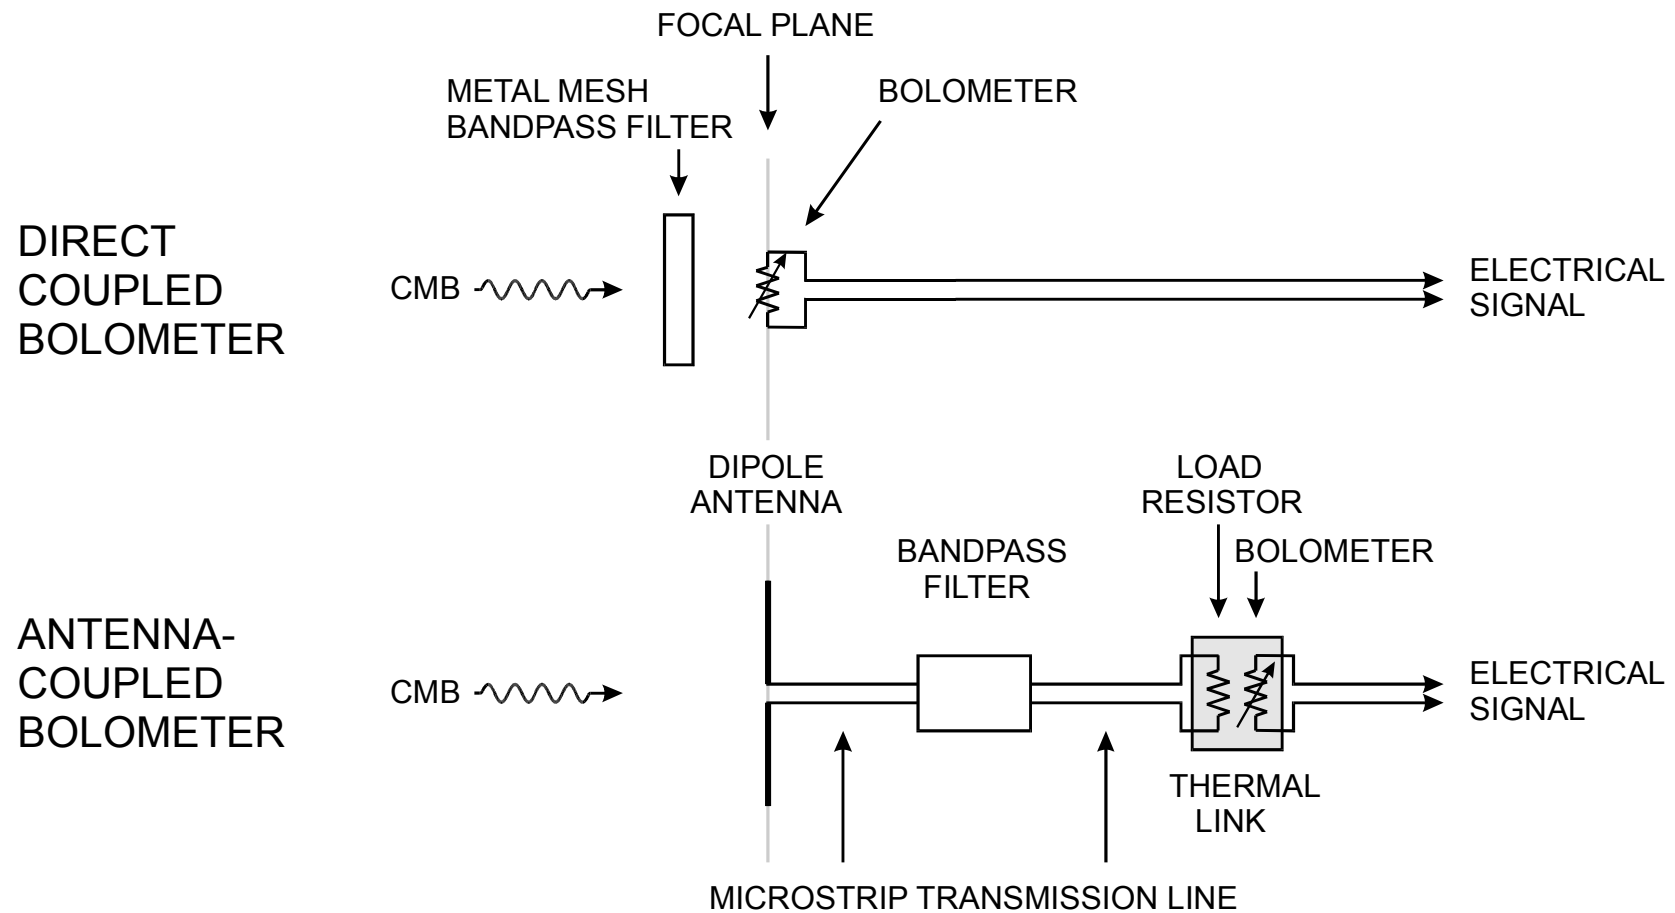 FOCAL PLANE
METAL MESH
BANDPASS FILTER
BOLOMETER
DIRECT
COUPLED
BOLOMETER
CMB
ELECTRICAL
SIGNAL
DIPOLE
ANTENNA
LOAD
RESISTOR
BANDPASS
FILTER
BOLOMETER
ANTENNA-
COUPLED
BOLOMETER
CMB
ELECTRICAL
SIGNAL
THERMAL
LINK
MICROSTRIP TRANSMISSION LINE